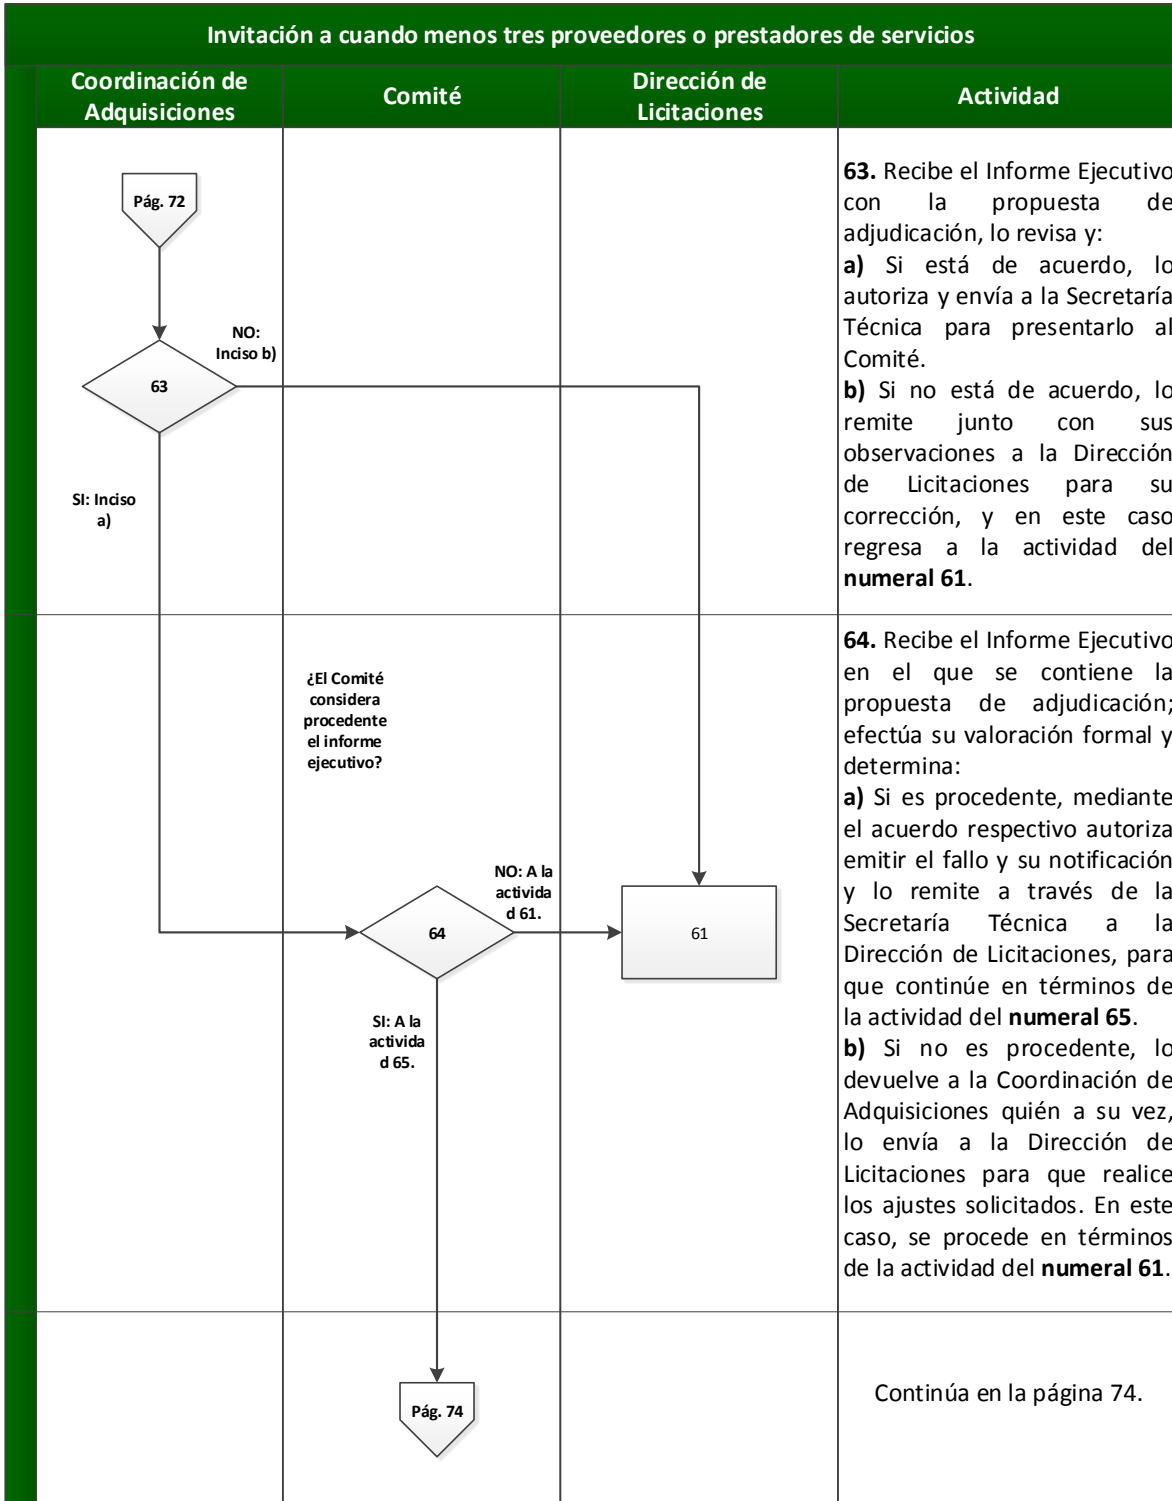 Invitación a cuando menos tres proveedores o prestadores de servicios
Coordinación de
Adquisiciones
Comité
Dirección de
Licitaciones
Actividad
Pág. 72
NO:
Inciso b)
63
SI: Inciso
a)
63. Recibe el Informe Ejecutivo
con la propuesta de
adjudicación, lo revisa y:
a) Si está de acuerdo, lo
autoriza y envía a la Secretaría
Técnica para presentarlo al
Comité.
b) Si no está de acuerdo, lo
remite junto con sus
observaciones a la Dirección
de Licitaciones para su
corrección, y en este caso
regresa a la actividad del
numeral 61.
¿El Comité
considera
procedente
el informe
ejecutivo?
NO: A la
activida
d 61.
64
61
SI: A la
activida
d 65.
64. Recibe el Informe Ejecutivo
en el que se contiene la
propuesta de adjudicación;
efectúa su valoración formal y
determina:
a) Si es procedente, mediante
el acuerdo respectivo autoriza
emitir el fallo y su notificación
y lo remite a través de la
Secretaría Técnica a la
Dirección de Licitaciones, para
que continúe en términos de
la actividad del numeral 65.
b) Si no es procedente, lo
devuelve a la Coordinación de
Adquisiciones quién a su vez,
lo envía a la Dirección de
Licitaciones para que realice
los ajustes solicitados. En este
caso, se procede en términos
de la actividad del numeral 61.
Pág. 74
Continúa en la página 74.